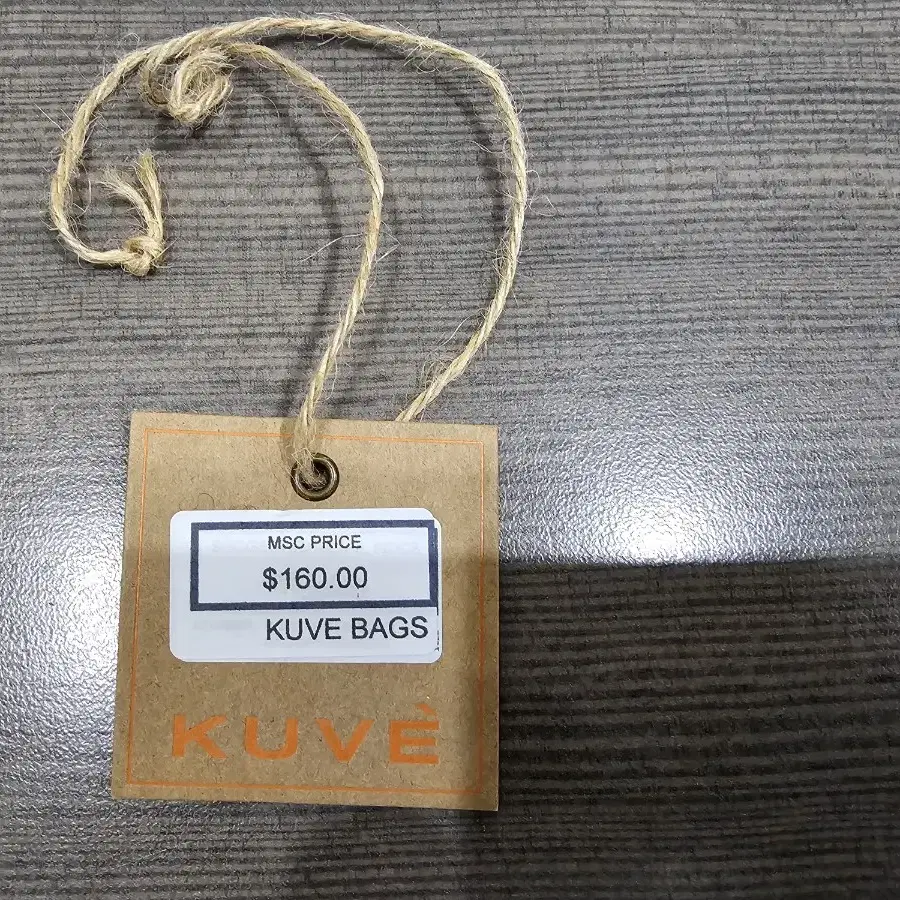 MSC PRICE
$160.00
KUVE BAGS
KUVÈ